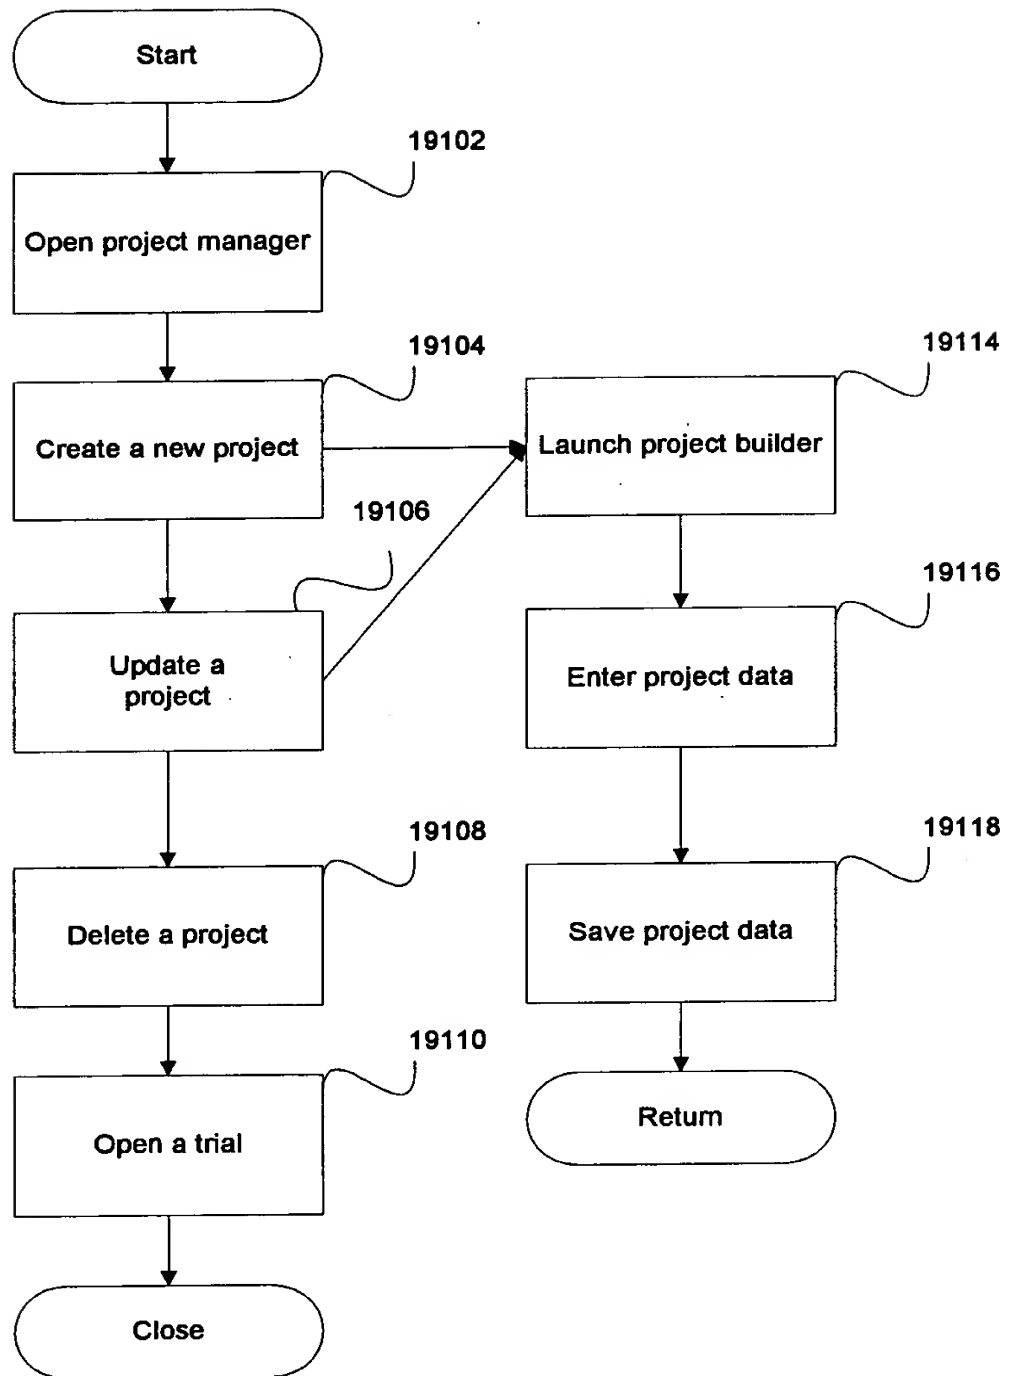 Start
19102
Open project manager
19104
Create a new project
19106
Update a
project
19108
Delete a project
19110
Open a trial
Close
19114
Launch project builder
19116
Enter project data
19118
Save project data
Return